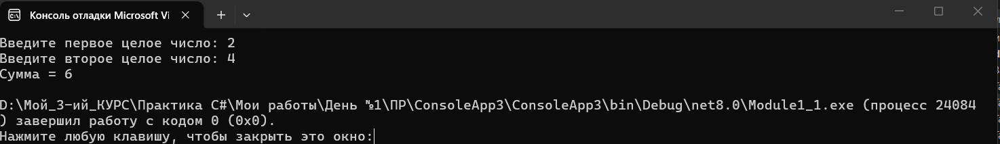 Консоль отладки Microsoft Vi
Введите первое целое число: 2
Введите второе целое число: 4
Сумма = 6
D:\Мой_3-ий_КУРС\Практика C#\Мои работы\День №1\ПР\ConsoleApp3\ConsoleApp3\bin\Debug\net8.0\Module1_1.exe (процесс 24084
) завершил работу с кодом 0 (0x0).
Нажмите любую клавишу, чтобы закрыть это окно: